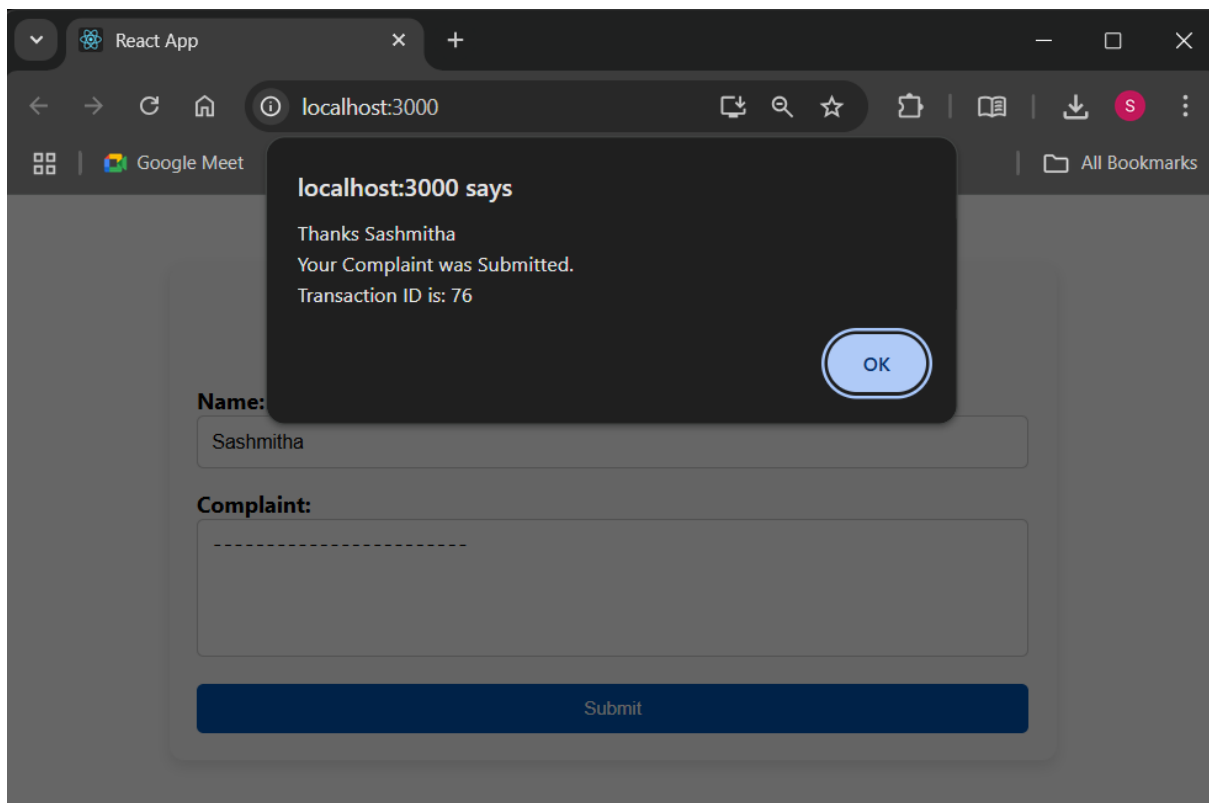 React App
localhost:3000
S
Google Meet
All Bookmarks
localhost:3000 says
Thanks Sashmitha
Your Complaint was Submitted.
Transaction ID is: 76
OK
Name:
Sashmitha
Complaint:
------------------------
Submit